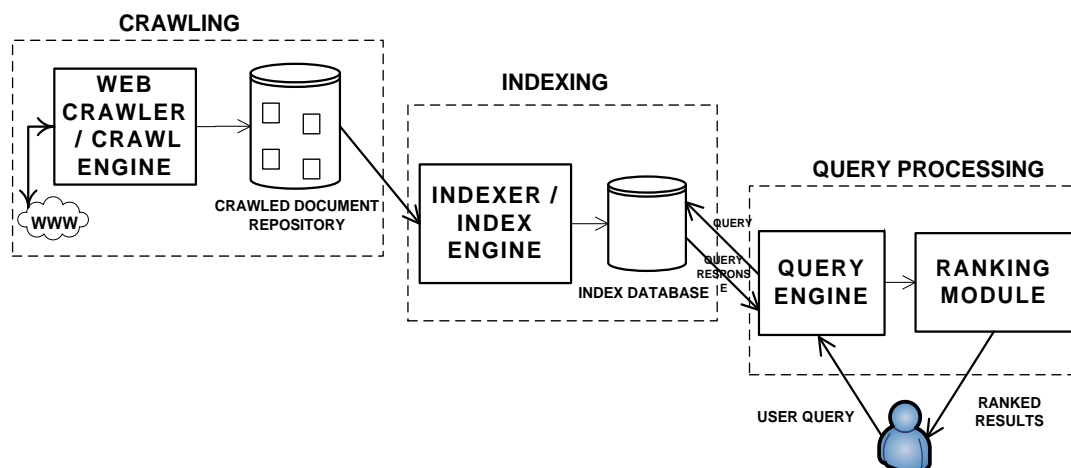 CRAWLING
WEB
CRAWLER
/ CRAWL
ENGINE
WWW
CRAWLED DOCUMENT
REPOSITORY
INDEXING
INDEXER /
INDEX
ENGINE
INDEX DATABASE
QUERY
QUERY
RESPONS
E
QUERY PROCESSING
QUERY
ENGINE
RANKING
MODULE
USER QUERY
RANKED
RESULTS